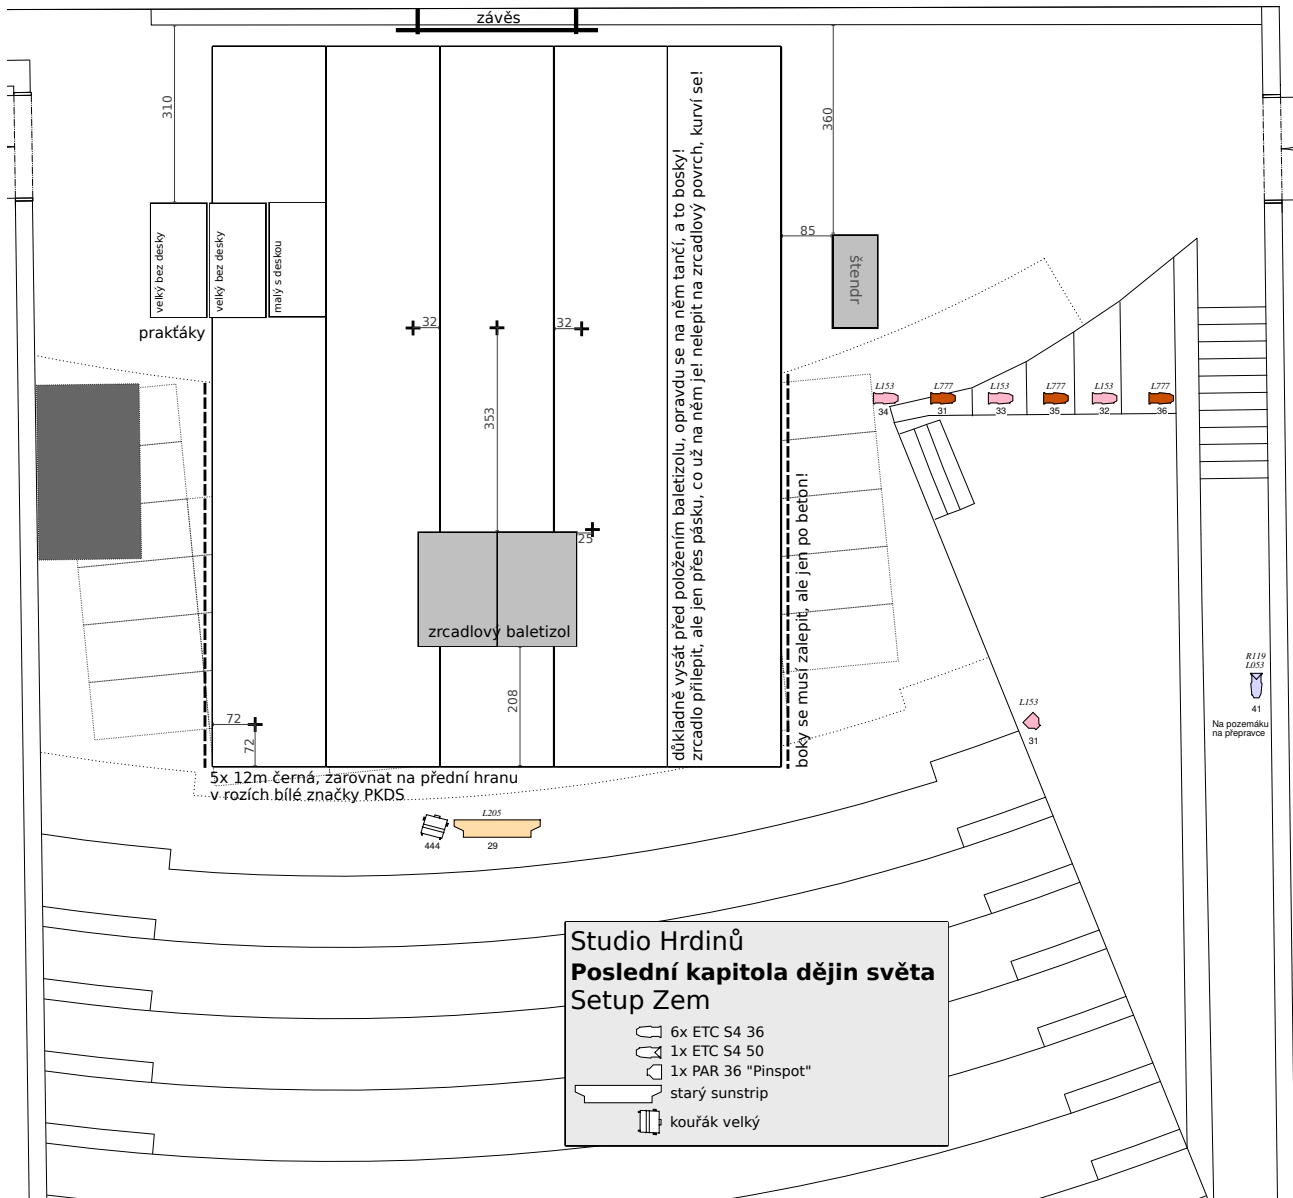 závěs
310
360
velký bez desky
velký bez desky
malý s deskou
prakťáky
32
32
353
25
zrcadlový baletizol
208
72
72
důkladně vysát před položením baletizolu, opravdu se na něm tančí, a to bosky!
zrcadlo přilepit, ale jen přes pásku, co už na něm je! nelepit na zrcadlový povrch, kurví se!
boky se musí zalepit, ale jen po beton!
85
štendr
L153
34
L777
31
L153
33
L777
35
L153
32
L777
36
L153
31
R119
L053
41
Na pozemáku
na přepravce
5x 12m černá, zarovnat na přední hranu
v rozích bílé značky PKDS
444
L205
29
Studio Hrdinů
Poslední kapitola dějin světa
Setup Zem
6x ETC S4 36
1x ETC S4 50
1x PAR 36 "Pinspot"
starý sunstrip
kouřák velký